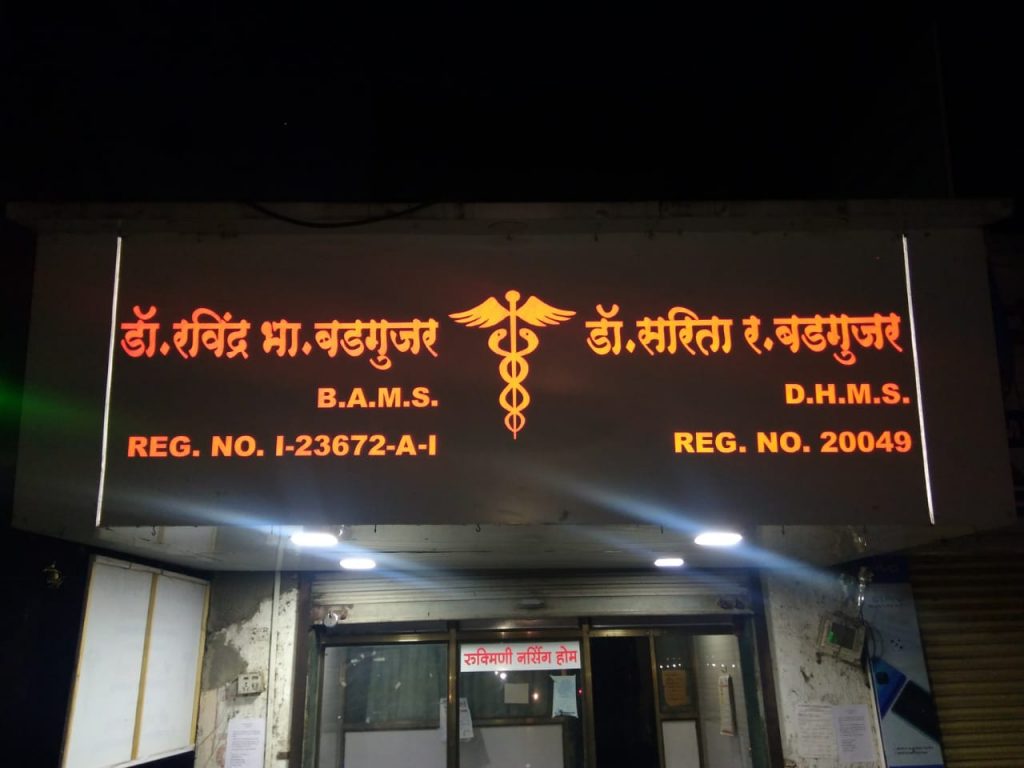 डॉ.रविंद्र भा.बडगुजर
B.A.M.S.
REG. NO. I-23672-A-I
डॉ.सरिता र.बडगुजर
D.H.M.S.
REG. NO. 20049
रुक्मिणी नर्सिंग होम